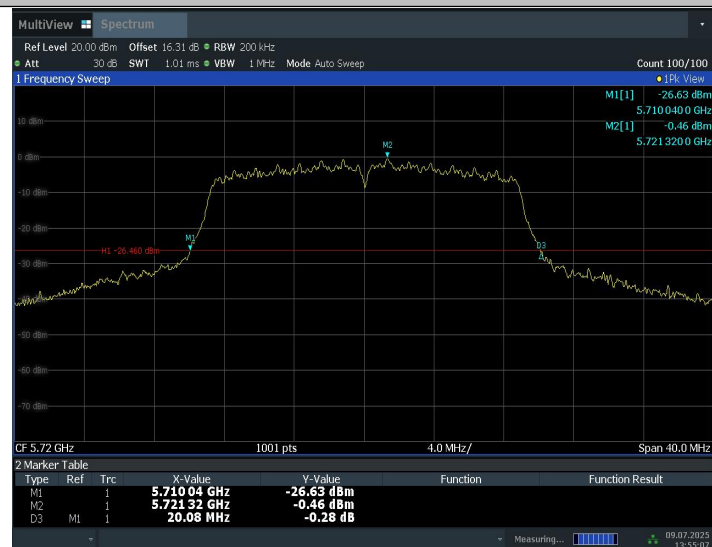 MultiView Spectrum
Ref Level 20.00 dBm Offset 16.31 dB RBW 200 kHz
Att 30 dB SWT 1.01 ms VBW 1 MHz Mode Auto Sweep Count 100/100
1 Frequency Sweep 1Pk View
M1[1] -26.63 dBm
5.710 040 0 GHz
10 dBm
M2[1] -0.46 dBm
5.721 320 0 GHz
M2
0 dBm
-10 dBm
-20 dBm
M1
D3
H1 -26.460 dBm
-30 dBm
-40 dBm
-50 dBm
-60 dBm
-70 dBm
CF 5.72 GHz 1001 pts 4.0 MHz/ Span 40.0 MHz
2 Marker Table
Type Ref Trc X-Value Y-Value Function Function Result
M1 1 5.710 04 GHz -26.63 dBm
M2 1 5.721 32 GHz -0.46 dBm
D3 M1 1 20.08 MHz -0.28 dB
Measuring... 09.07.2025
13:55:07